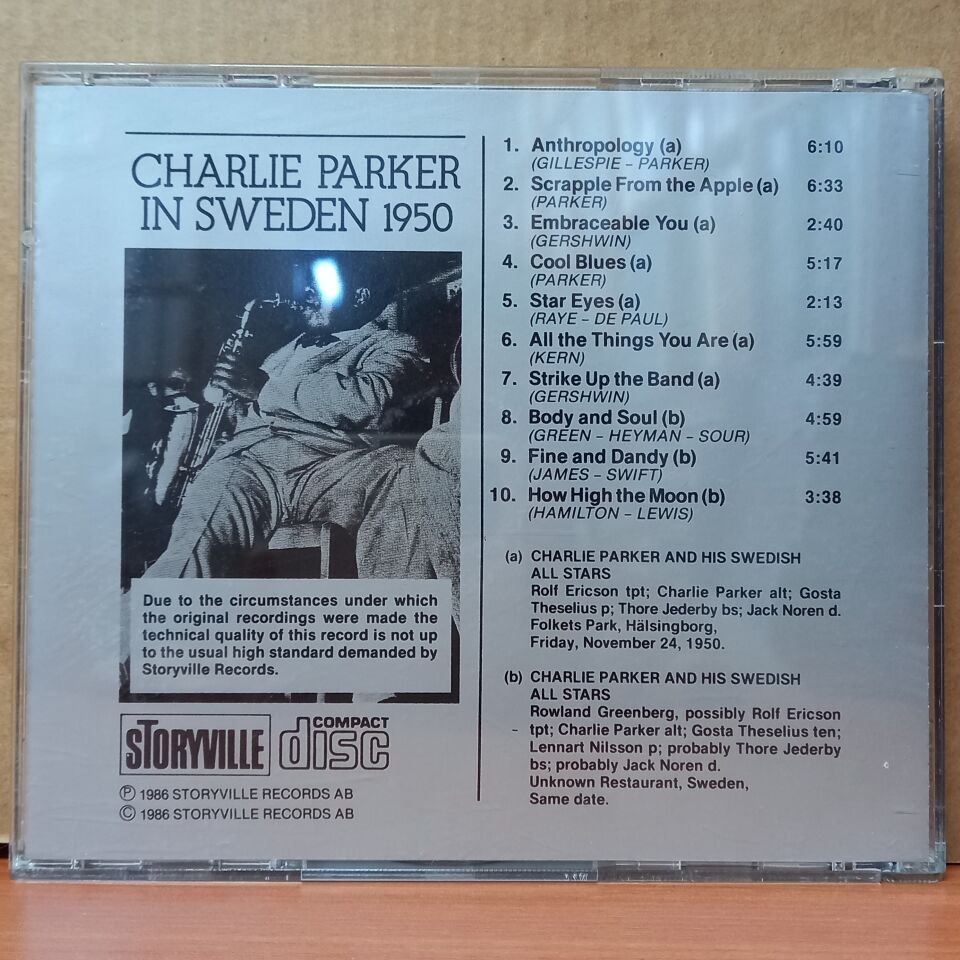 CHARLIE PARKER
IN SWEDEN 1950
Due to the circumstances under which
the original recordings were made the
technical quality of this record is not up
to the usual high standard demanded by
Storyville Records.
STORYVILLE
COMPACT
disc
Ⓟ 1986 STORYVILLE RECORDS AB
© 1986 STORYVILLE RECORDS AB
1. Anthropology (a) 6:10
(GILLESPIE – PARKER)
2. Scrapple From the Apple (a) 6:33
(PARKER)
3. Embraceable You (a) 2:40
(GERSHWIN)
4. Cool Blues (a) 5:17
(PARKER)
5. Star Eyes (a) 2:13
(RAYE – DE PAUL)
6. All the Things You Are (a) 5:59
(KERN)
7. Strike Up the Band (a) 4:39
(GERSHWIN)
8. Body and Soul (b) 4:59
(GREEN – HEYMAN – SOUR)
9. Fine and Dandy (b) 5:41
(JAMES – SWIFT)
10. How High the Moon (b) 3:38
(HAMILTON – LEWIS)
(a) CHARLIE PARKER AND HIS SWEDISH
ALL STARS
Rolf Ericson tpt; Charlie Parker alt; Gosta
Theselius p; Thore Jederby bs; Jack Noren d.
Folkets Park, Hälsingborg,
Friday, November 24, 1950.
(b) CHARLIE PARKER AND HIS SWEDISH
ALL STARS
Rowland Greenberg, possibly Rolf Ericson
tpt; Charlie Parker alt; Gosta Theselius ten;
Lennart Nilsson p; probably Thore Jederby
bs; probably Jack Noren d.
Unknown Restaurant, Sweden,
Same date.